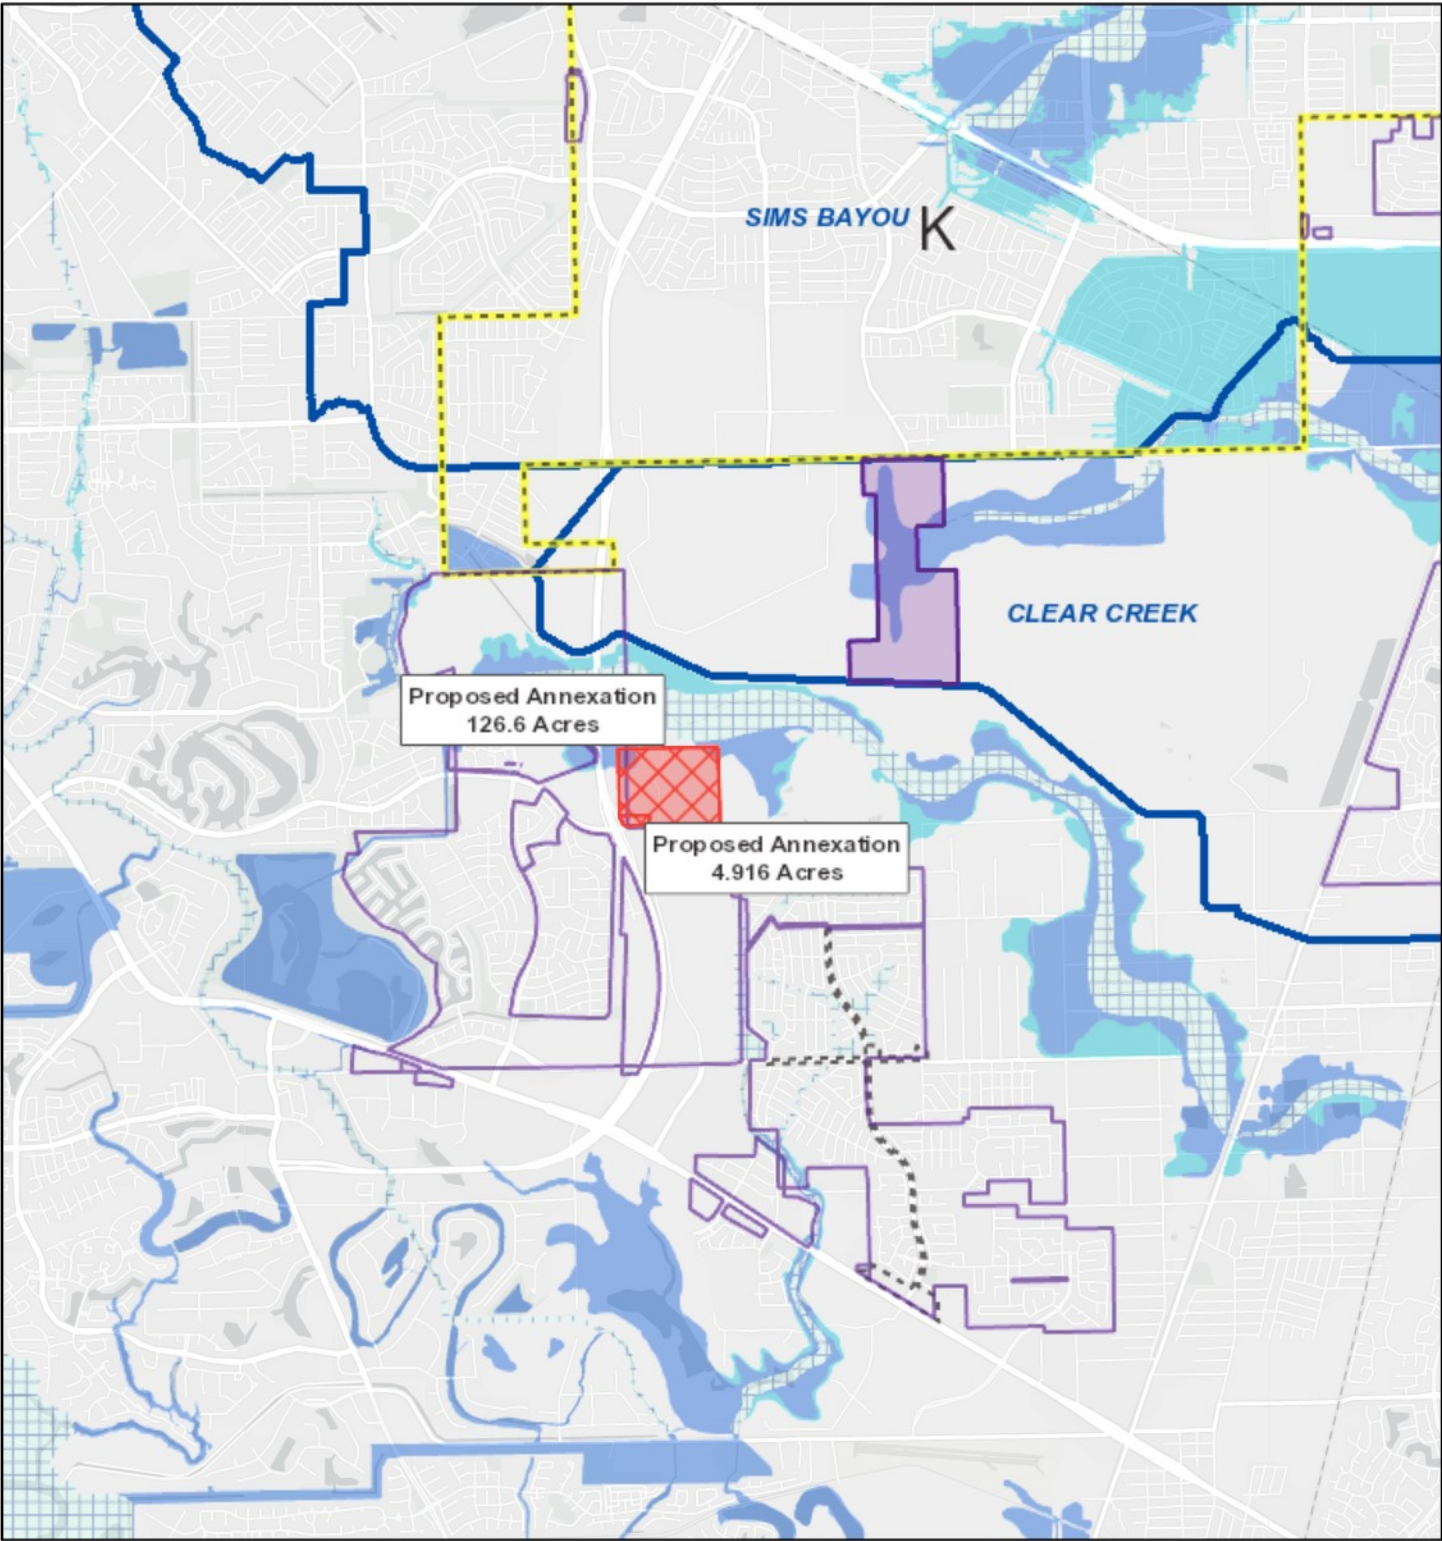 SIMS BAYOU K
CLEAR CREEK
Proposed Annexation
126.6 Acres
Proposed Annexation
4.916 Acres